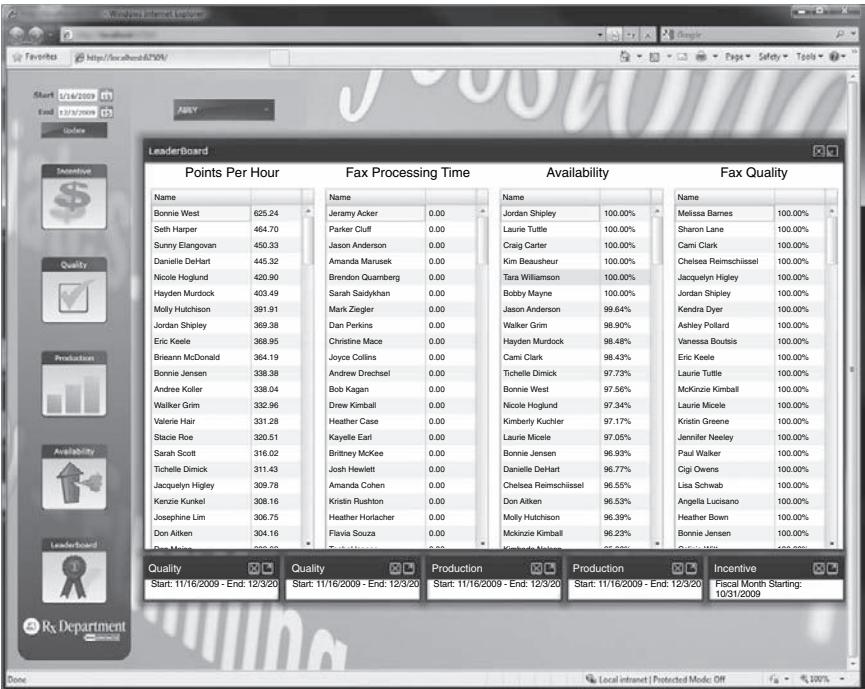 - Windows Internet Explorer
Google
Favorites
http://localhost:62509/
Page
Safety
Tools
Start 1/16/2009 15
End 12/3/2009 15
Update
ABBY
Incentive
Quality
Production
Availability
Leaderboard
Rx Department
LeaderBoard
Points Per Hour
Name
Bonnie West 625.24
Seth Harper 464.70
Sunny Elangovan 450.33
Danielle DeHart 445.32
Nicole Hoglund 420.90
Hayden Murdock 403.49
Molly Hutchison 391.91
Jordan Shipley 369.38
Eric Keele 368.95
Brieann McDonald 364.19
Bonnie Jensen 338.38
Andree Koller 338.04
Wallker Grim 332.96
Valerie Hair 331.28
Stacie Roe 320.51
Sarah Scott 316.02
Tichelle Dimick 311.43
Jacquelyn Higley 309.78
Kenzie Kunkel 308.16
Josephine Lim 306.75
Don Aitken 304.16
Fax Processing Time
Name
Jeramy Acker 0.00
Parker Cluff 0.00
Jason Anderson 0.00
Amanda Marusek 0.00
Brendon Quarnberg 0.00
Sarah Saidykhan 0.00
Mark Ziegler 0.00
Dan Perkins 0.00
Christine Mace 0.00
Joyce Collins 0.00
Andrew Drechsel 0.00
Bob Kagan 0.00
Drew Kimball 0.00
Heather Case 0.00
Kayelle Earl 0.00
Brittney McKee 0.00
Josh Hewlett 0.00
Amanda Cohen 0.00
Kristin Rushton 0.00
Heather Horlacher 0.00
Flavia Souza 0.00
Availability
Name
Jordan Shipley 100.00%
Laurie Tuttle 100.00%
Craig Carter 100.00%
Kim Beausheur 100.00%
Tara Williamson 100.00%
Bobby Mayne 100.00%
Jason Anderson 99.64%
Walker Grim 98.90%
Hayden Murdock 98.48%
Cami Clark 98.43%
Tichelle Dimick 97.73%
Bonnie West 97.56%
Nicole Hoglund 97.34%
Kimberly Kuchler 97.17%
Laurie Micele 97.05%
Bonnie Jensen 96.93%
Danielle DeHart 96.77%
Chelsea Reimschiissel 96.55%
Don Aitken 96.53%
Molly Hutchison 96.39%
Mckinzie Kimball 96.23%
Fax Quality
Name
Melissa Barnes 100.00%
Sharon Lane 100.00%
Cami Clark 100.00%
Chelsea Reimschiissel 100.00%
Jacquelyn Higley 100.00%
Jordan Shipley 100.00%
Kendra Dyer 100.00%
Ashley Pollard 100.00%
Vanessa Boutsis 100.00%
Eric Keele 100.00%
Laurie Tuttle 100.00%
McKinzie Kimball 100.00%
Laurie Micele 100.00%
Kristin Greene 100.00%
Jennifer Neeley 100.00%
Paul Walker 100.00%
Cigi Owens 100.00%
Lisa Schwab 100.00%
Angella Lucisano 100.00%
Heather Bown 100.00%
Bonnie Jensen 100.00%
Quality
Start: 11/16/2009 - End: 12/3/20
Quality
Start: 11/16/2009 - End: 12/3/20
Production
Start: 11/16/2009 - End: 12/3/20
Production
Start: 11/16/2009 - End: 12/3/20
Incentive
Fiscal Month Starting:
10/31/2009
Done
Local intranet | Protected Mode: Off
100%